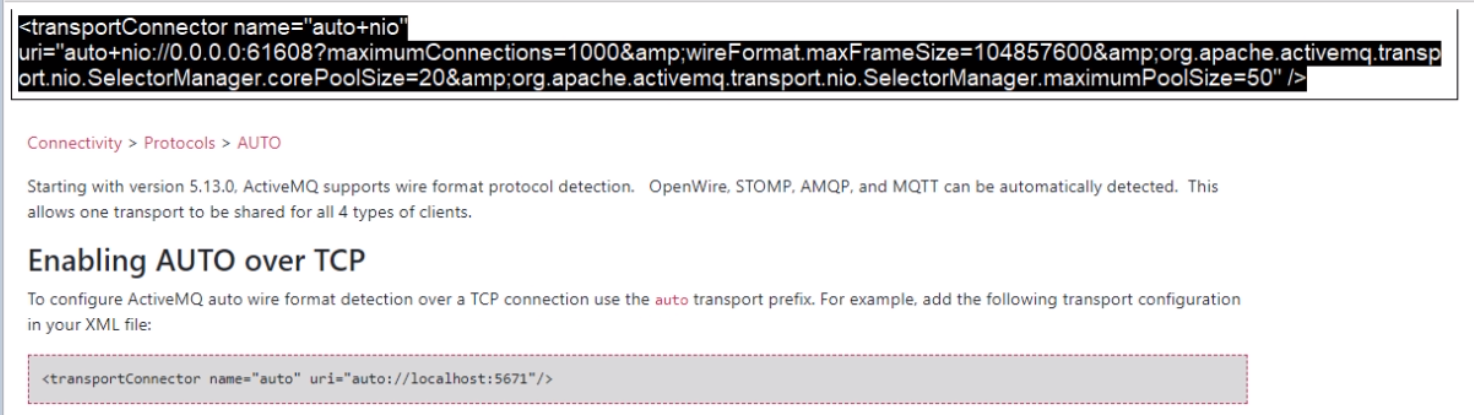 <transportConnector name="auto+nio"
uri="auto+nio://0.0.0.0:61608?maximumConnections=1000&amp;wireFormat.maxFrameSize=104857600&amp;org.apache.activemq.transp
ort.nio.SelectorManager.corePoolSize=20&amp;org.apache.activemq.transport.nio.SelectorManager.maximumPoolSize=50" />
Connectivity > Protocols > AUTO
Starting with version 5.13.0, ActiveMQ supports wire format protocol detection. OpenWire, STOMP, AMQP, and MQTT can be automatically detected. This
allows one transport to be shared for all 4 types of clients.
Enabling AUTO over TCP
To configure ActiveMQ auto wire format detection over a TCP connection use the auto transport prefix. For example, add the following transport configuration
in your XML file:
<transportConnector name="auto" uri="auto://localhost:5671"/>